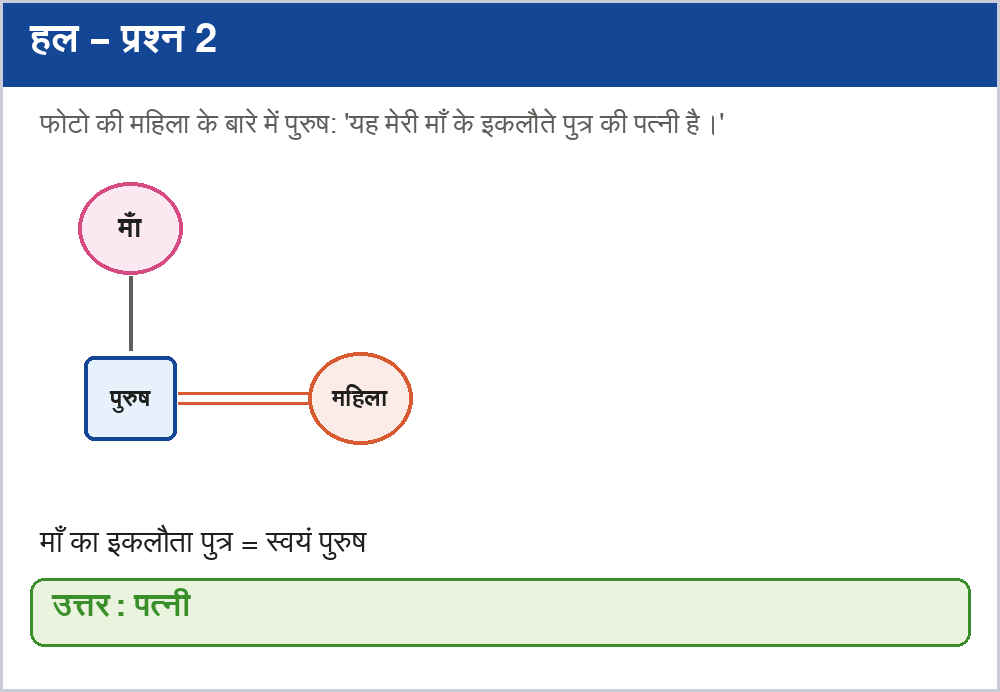 हल – प्रश्न 2
फोटो की महिला के बारे में पुरुष: 'यह मेरी माँ के इकलौते पुत्र की पत्नी है।'
माँ
पुरुष
महिला
माँ का इकलौता पुत्र = स्वयं पुरुष
उत्तर : पत्नी